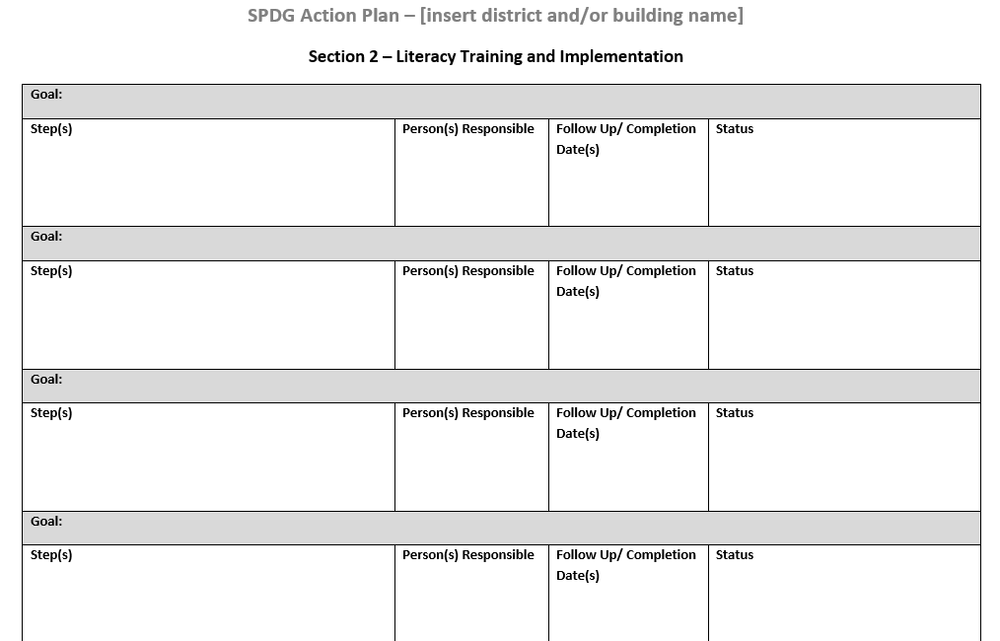 SPDG Action Plan – [insert district and/or building name]
Section 2 – Literacy Training and Implementation
Goal:
Step(s) Person(s) Responsible Follow Up/ Completion Status
Date(s)
Goal:
Step(s) Person(s) Responsible Follow Up/ Completion Status
Date(s)
Goal:
Step(s) Person(s) Responsible Follow Up/ Completion Status
Date(s)
Goal:
Step(s) Person(s) Responsible Follow Up/ Completion Status
Date(s)